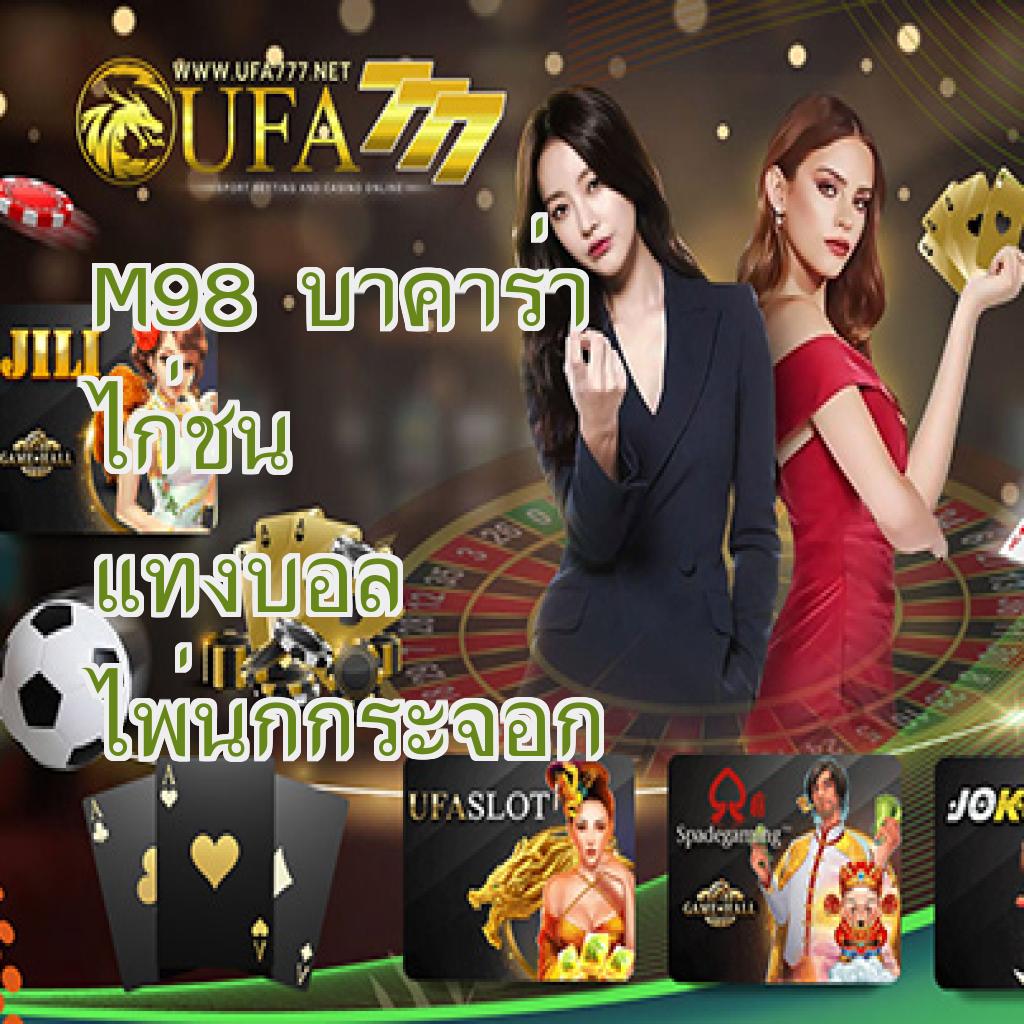 WWW.UFA777.NET
UFA777
SPORT BETTING AND CASINO ONLINE
M98 บาคาร่า
JILI
ไก่ชน
GAME HALL
แทงบอล
ไพ่นกกระจอก
UFASLOT
Spadegaming™
GAME HALL
JOK